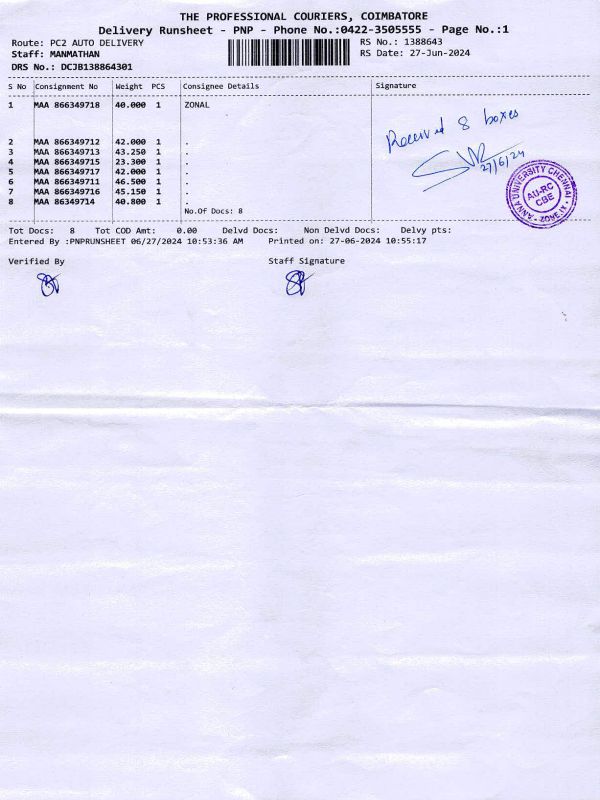 THE PROFESSIONAL COURIERS, COIMBATORE
Delivery Runsheet - PNP - Phone No.:0422-3505555 - Page No.:1
Route: PC2 AUTO DELIVERY
RS No.: 1388643
Staff: MANMATHAN
RS Date: 27-Jun-2024
DRS No.: DCJB138864301
S No Consignment No Weight PCS Consignee Details Signature
1 MAA 866349718 40.000 1 ZONAL
2 MAA 866349712 42.000 1 .
3 MAA 866349713 43.250 1 .
4 MAA 866349715 23.300 1 .
5 MAA 866349717 42.000 1 .
6 MAA 866349711 46.500 1 .
7 MAA 866349716 45.150 1 .
8 MAA 86349714 40.800 1 .
No.Of Docs: 8
Received 8 boxes
27/6/24
ANNA UNIVERSITY CHENNAI
AU-RC
CBE
Tot Docs: 8 Tot COD Amt: 0.00 Delvd Docs: Non Delvd Docs: Delvy pts:
Entered By :PNPRUNSHEET 06/27/2024 10:53:36 AM Printed on: 27-06-2024 10:55:17
Verified By Staff Signature